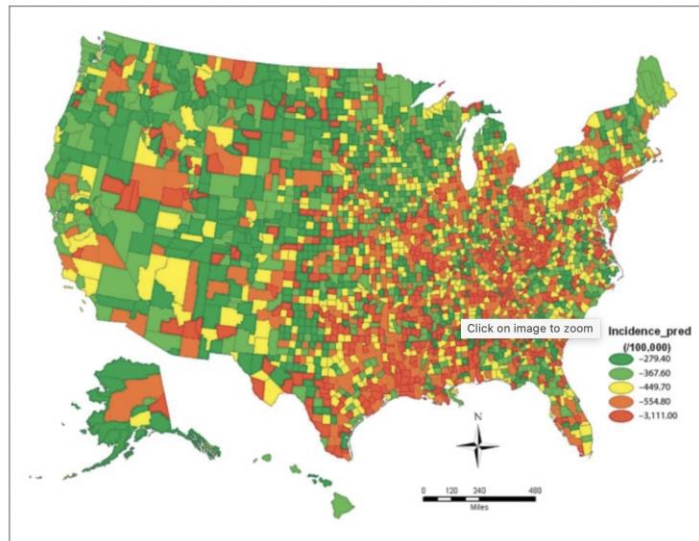 Click on image to zoom
Incidence_pred
(/100,000)
–279.40
–367.60
–449.70
–554.80
–3,111.00
N
0 120 240 480
Miles